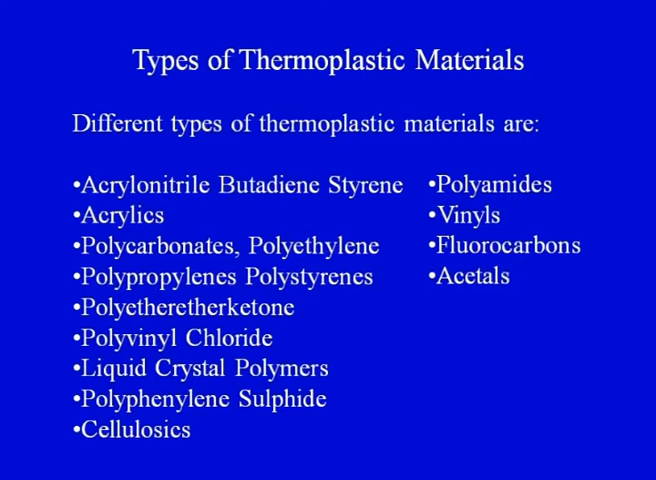 Types of Thermoplastic Materials
Different types of thermoplastic materials are:
•Acrylonitrile Butadiene Styrene
•Acrylics
•Polycarbonates, Polyethylene
•Polypropylenes Polystyrenes
•Polyetheretherketone
•Polyvinyl Chloride
•Liquid Crystal Polymers
•Polyphenylene Sulphide
•Cellulosics
•Polyamides
•Vinyls
•Fluorocarbons
•Acetals